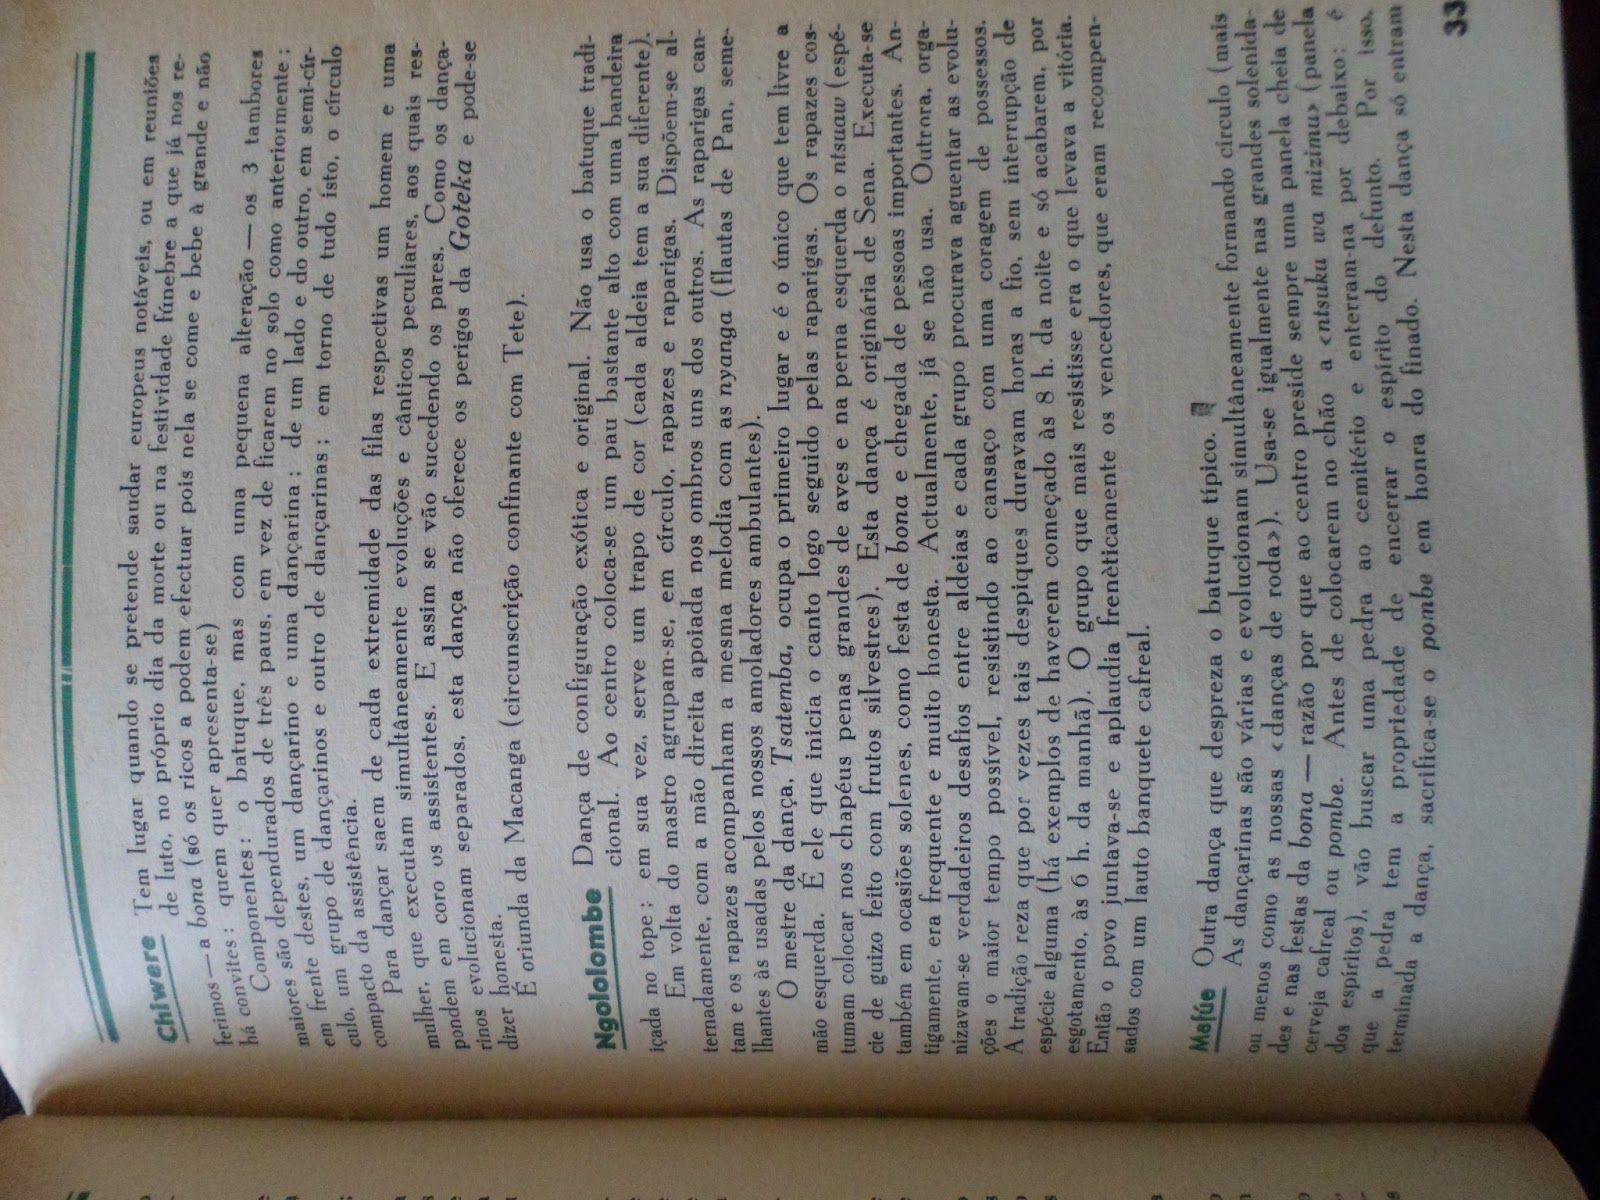 Chiwere Tem lugar quando se pretende saudar europeus notáveis, ou em reuniões
de luto, no próprio dia da morte ou na festividade fúnebre a que já nos re-
ferimos — a bona (só os ricos a podem efectuar pois nela se come e bebe à grande e não
há convites: quem quer apresenta-se)
Componentes: o batuque, mas com uma pequena alteração — os 3 tambores
maiores são dependurados de três paus, em vez de ficarem no solo como anteriormente;
em frente destes, um dançarino e uma dançarina; de um lado e do outro, em semi-cír-
culo, um grupo de dançarinos e outro de dançarinas; em torno de tudo isto, o círculo
compacto da assistência.
Para dançar saem de cada extremidade das filas respectivas um homem e uma
mulher, que executam simultâneamente evoluções e cânticos peculiares, aos quais res-
pondem em coro os assistentes. E assim se vão sucedendo os pares. Como os dança-
rinos evolucionam separados, esta dança não oferece os perigos da Goteka e pode-se
dizer honesta.
É oriunda da Macanga (circunscrição confinante com Tete).
Ngololombe Dança de configuração exótica e original. Não usa o batuque tradi-
cional. Ao centro coloca-se um pau bastante alto com uma bandeira
içada no tope; em sua vez, serve um trapo de cor (cada aldeia tem a sua diferente).
Em volta do mastro agrupam-se, em círculo, rapazes e raparigas. Dispõem-se al-
ternadamente, com a mão direita apoiada nos ombros uns dos outros. As raparigas can-
tam e os rapazes acompanham a mesma melodia com as nyanga (flautas de Pan, seme-
lhantes às usadas pelos nossos amoladores ambulantes).
O mestre da dança, Tsatemba, ocupa o primeiro lugar e é o único que tem livre a
mão esquerda. É ele que inicia o canto logo seguido pelas raparigas. Os rapazes cos-
tumam colocar nos chapéus penas grandes de aves e na perna esquerda o ntsuaw (espé-
cie de guizo feito com frutos silvestres). Esta dança é originária de Sena. Executa-se
também em ocasiões solenes, como festa de bona e chegada de pessoas importantes. An-
tigamente, era frequente e muito honesta. Actualmente, já se não usa. Outrora, orga-
nizavam-se verdadeiros desafios entre aldeias e cada grupo procurava aguentar as evolu-
ções o maior tempo possível, resistindo ao cansaço com uma coragem de possessos.
A tradição reza que por vezes tais despiques duravam horas a fio, sem interrupção de
espécie alguma (há exemplos de haverem começado às 8 h. da noite e só acabarem, por
esgotamento, às 6 h. da manhã). O grupo que mais resistisse era o que levava a vitória.
Então o povo juntava-se e aplaudia frenèticamente os vencedores, que eram recompen-
sados com um lauto banquete cafreal.
Mafúe Outra dança que despreza o batuque típico.
As dançarinas são várias e evolucionam simultâneamente formando círculo (mais
ou menos como as nossas «danças de roda»). Usa-se igualmente nas grandes solenida-
des e nas festas da bona — razão por que ao centro preside sempre uma panela cheia de
cerveja cafreal ou pombe. Antes de colocarem no chão a «ntsuku wa mizimu» (panela
dos espíritos), vão buscar uma pedra ao cemitério e enterram-na por debaixo: é
que a pedra tem a propriedade de encerrar o espírito do defunto. Por isso,
terminada a dança, sacrifica-se o pombe em honra do finado. Nesta dança só entram
33